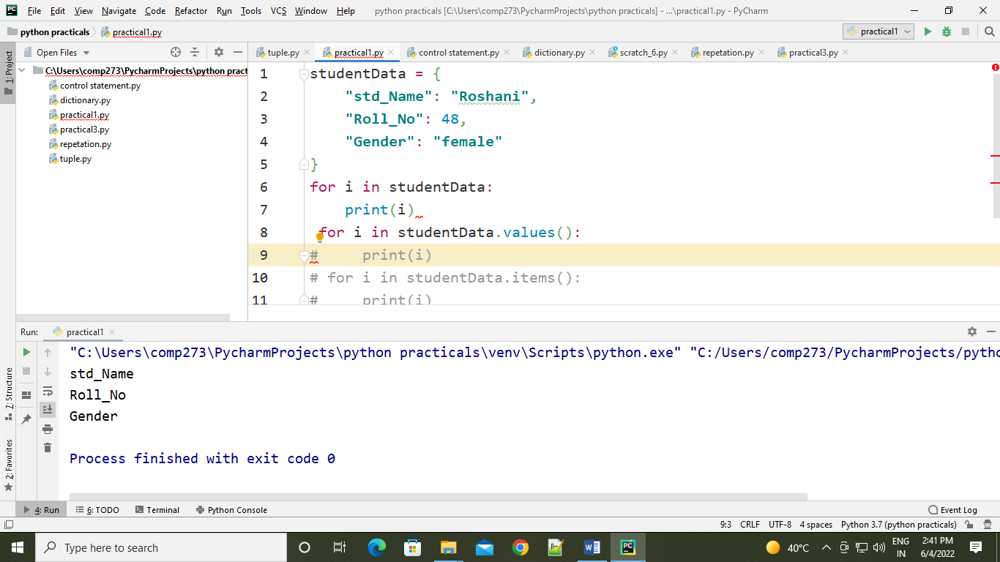 File Edit View Navigate Code Refactor Run Tools VCS Window Help python practicals [C:\Users\comp273\PycharmProjects\python practicals] - ...\practical1.py - PyCharm
python practicals practical1.py practical1
1: Project
Open Files
tuple.py practical1.py control statement.py dictionary.py scratch_6.py repetation.py practical3.py
C:\Users\comp273\PycharmProjects\python pract
control statement.py
dictionary.py
practical1.py
practical3.py
repetation.py
tuple.py
1 studentData = {
2 "std_Name": "Roshani",
3 "Roll_No": 48,
4 "Gender": "female"
5 }
6 for i in studentData:
7 print(i)
8 for i in studentData.values():
9 # print(i)
10 # for i in studentData.items():
11 # print(i)
Run: practical1
"C:\Users\comp273\PycharmProjects\python practicals\venv\Scripts\python.exe" "C:/Users/comp273/PycharmProjects/pytho
std_Name
Roll_No
Gender
Process finished with exit code 0
7: Structure
2: Favorites
4: Run 6: TODO Terminal Python Console Event Log
9:3 CRLF UTF-8 4 spaces Python 3.7 (python practicals)
Type here to search
40°C
ENG
IN
2:41 PM
6/4/2022